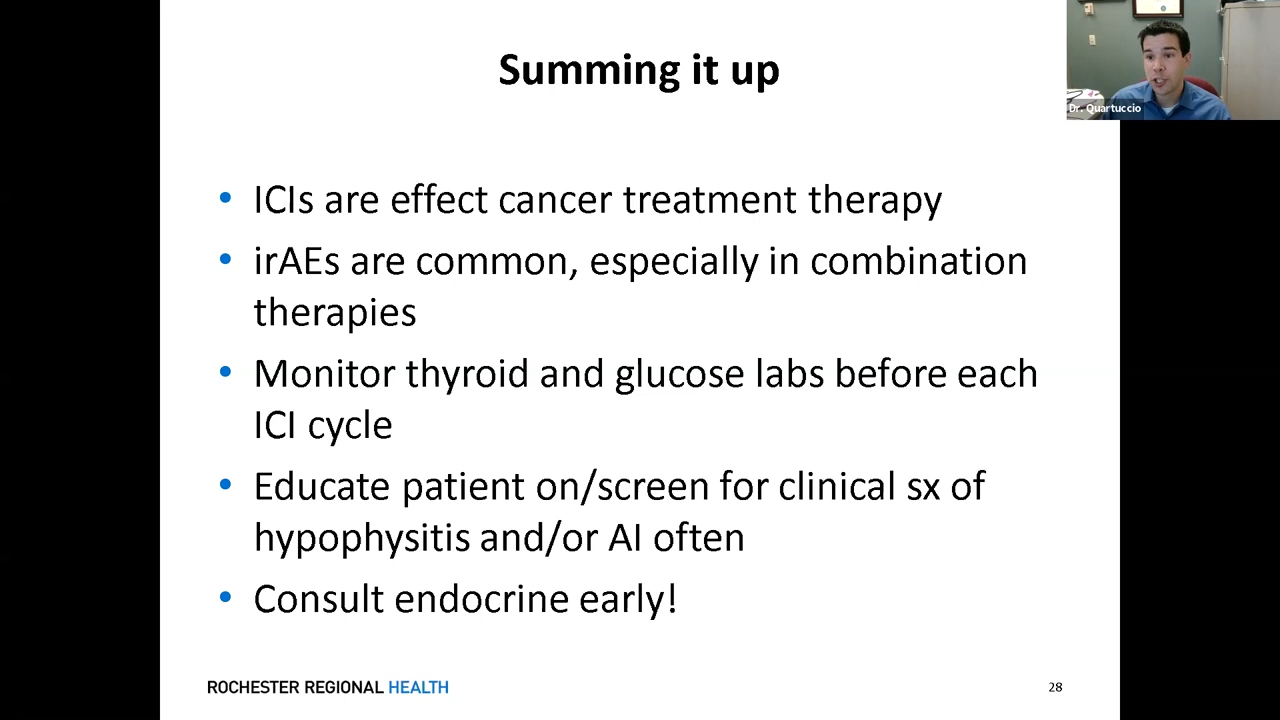 Summing it up
Dr. Quartuccio
• ICIs are effect cancer treatment therapy
• irAEs are common, especially in combination
therapies
• Monitor thyroid and glucose labs before each
ICI cycle
• Educate patient on/screen for clinical sx of
hypophysitis and/or AI often
• Consult endocrine early!
ROCHESTER REGIONAL HEALTH
28